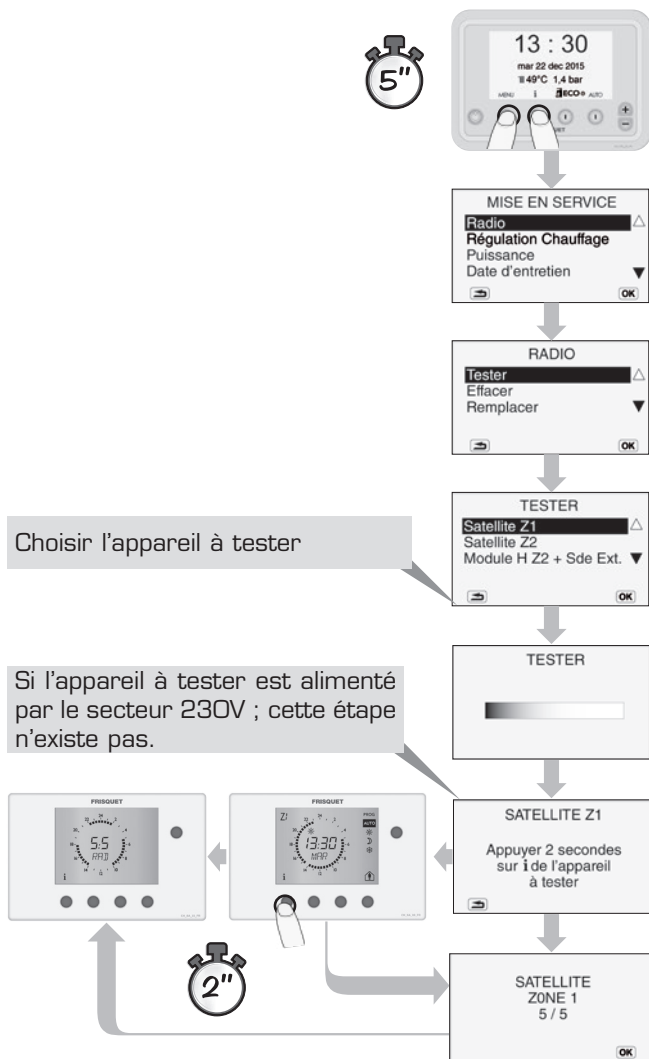 5"
13 : 30
mar 22 dec 2015
49°C 1,4 bar
MENU i ECO+ AUTO
MISE EN SERVICE
Radio
Régulation Chauffage
Puissance
Date d'entretien
OK
RADIO
Tester
Effacer
Remplacer
OK
Choisir l'appareil à tester
TESTER
Satellite Z1
Satellite Z2
Module H Z2 + Sde Ext.
OK
Si l'appareil à tester est alimenté
par le secteur 230V ; cette étape
n'existe pas.
TESTER
FRISQUET
5:5
RAD
i
FRISQUET
Z1
PROG
AUTO
13:30
MAR
i
SATELLITE Z1
Appuyer 2 secondes
sur i de l'appareil
à tester
2"
SATELLITE
ZONE 1
5 / 5
OK